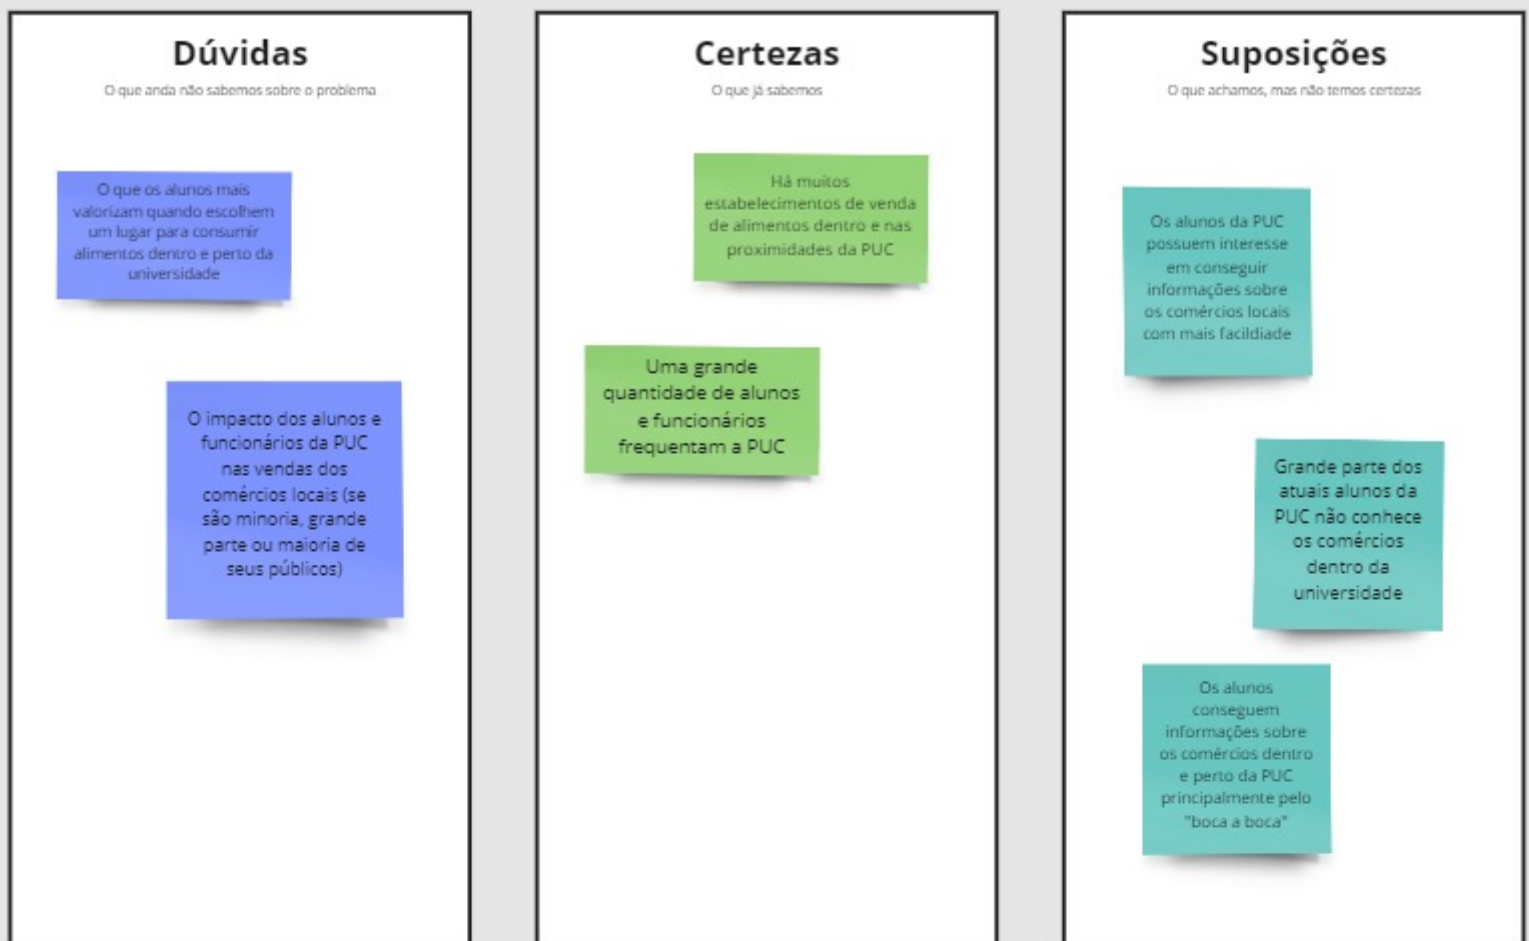 Dúvidas
O que anda não sabemos sobre o problema
O que os alunos mais
valorizam quando escolhem
um lugar para consumir
alimentos dentro e perto da
universidade
O impacto dos alunos e
funcionários da PUC
nas vendas dos
comércios locais (se
são minoria, grande
parte ou maioria de
seus públicos)
Certezas
O que já sabemos
Há muitos
estabelecimentos de venda
de alimentos dentro e nas
proximidades da PUC
Uma grande
quantidade de alunos
e funcionários
frequentam a PUC
Suposições
O que achamos, mas não temos certezas
Os alunos da PUC
possuem interesse
em conseguir
informações sobre
os comércios locais
com mais facildiade
Grande parte dos
atuais alunos da
PUC não conhece
os comércios
dentro da
universidade
Os alunos
conseguem
informações sobre
os comércios dentro
e perto da PUC
principalmente pelo
"boca a boca"